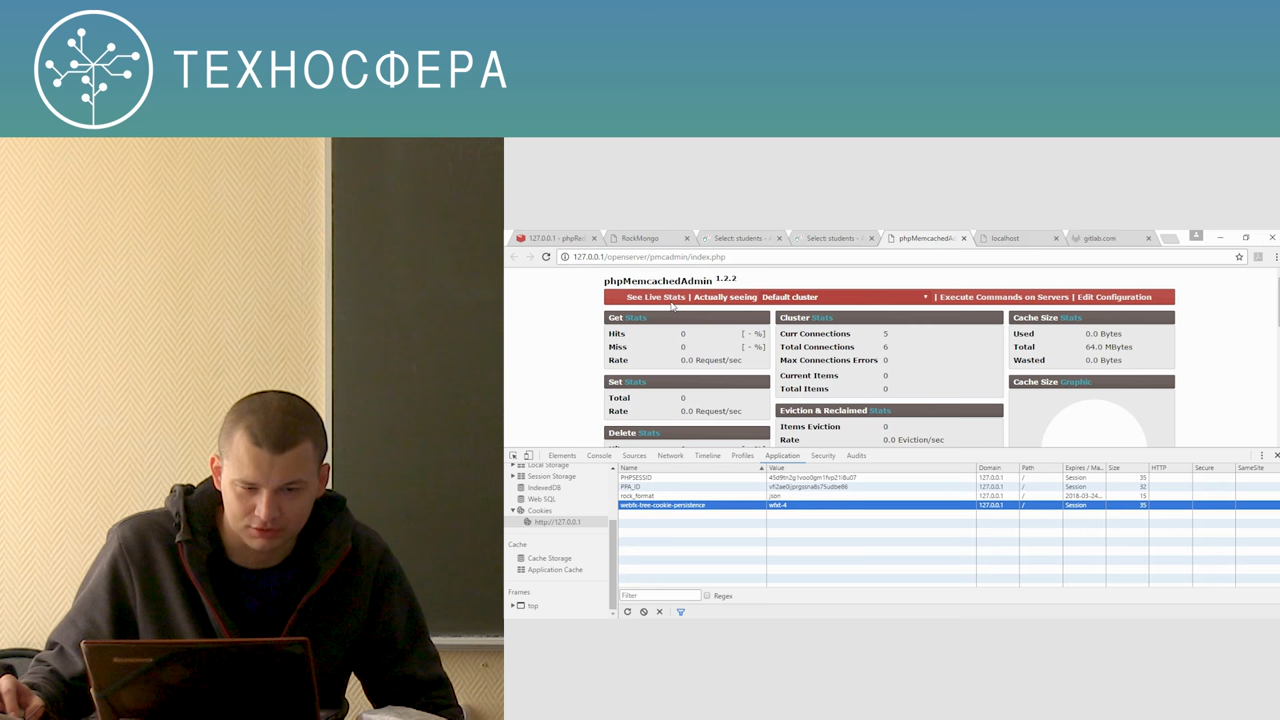 ТЕХНОСФЕРА
127.0.0.1 - phpRed
RockMongo
Select: students - A
Select: students - A
phpMemcachedA
localhost
gitlab.com
127.0.0.1/openserver/pmcadmin/index.php
phpMemcachedAdmin 1.2.2
See Live Stats | Actually seeing Default cluster | Execute Commands on Servers | Edit Configuration
Get Stats
Hits 0 [ - %]
Miss 0 [ - %]
Rate 0.0 Request/sec
Set Stats
Total 0
Rate 0.0 Request/sec
Delete Stats
Cluster Stats
Curr Connections 5
Total Connections 6
Max Connections Errors 0
Current Items 0
Total Items 0
Eviction & Reclaimed Stats
Items Eviction 0
Rate 0.0 Eviction/sec
Cache Size Stats
Used 0.0 Bytes
Total 64.0 MBytes
Wasted 0.0 Bytes
Cache Size Graphic
Elements Console Sources Network Timeline Profiles Application Security Audits
Local Storage
Session Storage
IndexedDB
Web SQL
Cookies
http://127.0.0.1
Cache
Cache Storage
Application Cache
Frames
top
Name Value Domain Path Expires / Ma... Size HTTP Secure SameSite
PHPSESSID 127.0.0.1 / Session 35
PPA_ID 127.0.0.1 / Session 32
rock_format json 127.0.0.1 / 2018-03-24... 15
webfx-tree-cookie-persistence wfxt-4 127.0.0.1 / Session 35
Filter Regex